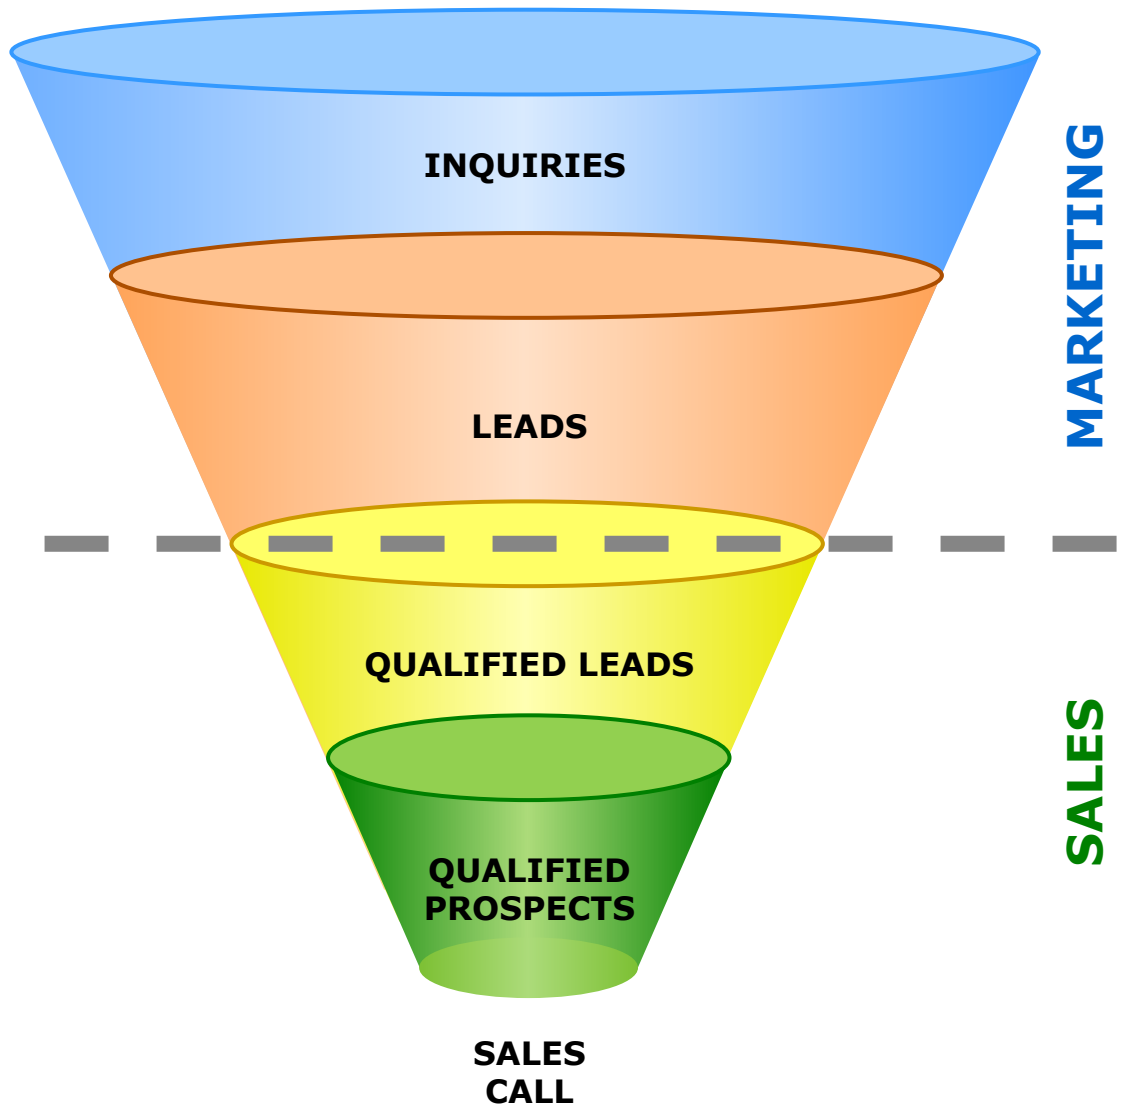 INQUIRIES
MARKETING
LEADS
QUALIFIED LEADS
SALES
QUALIFIED
PROSPECTS
SALES
CALL